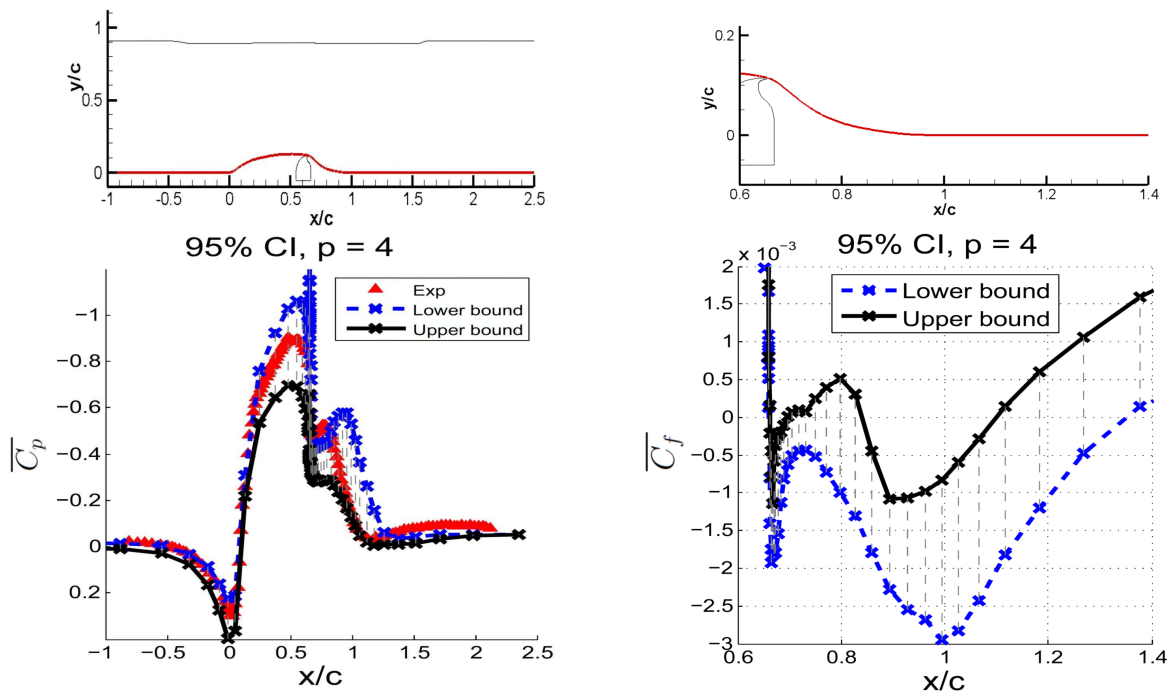 1
y/c
0.5
0
-1 -0.5 0 0.5 1 1.5 2 2.5
x/c
0.2
y/c
0.1
0
0.6 0.8 1 1.2 1.4
x/c
95% CI, p = 4
Exp
Lower bound
Upper bound
−1
−0.8
−0.6
−0.4
−0.2
0
0.2
C̅p
−1 −0.5 0 0.5 1 1.5 2 2.5
x/c
95% CI, p = 4
x 10⁻³
Lower bound
Upper bound
2
1.5
1
0.5
0
−0.5
−1
−1.5
−2
−2.5
−3
C̅f
0.6 0.8 1 1.2 1.4
x/c